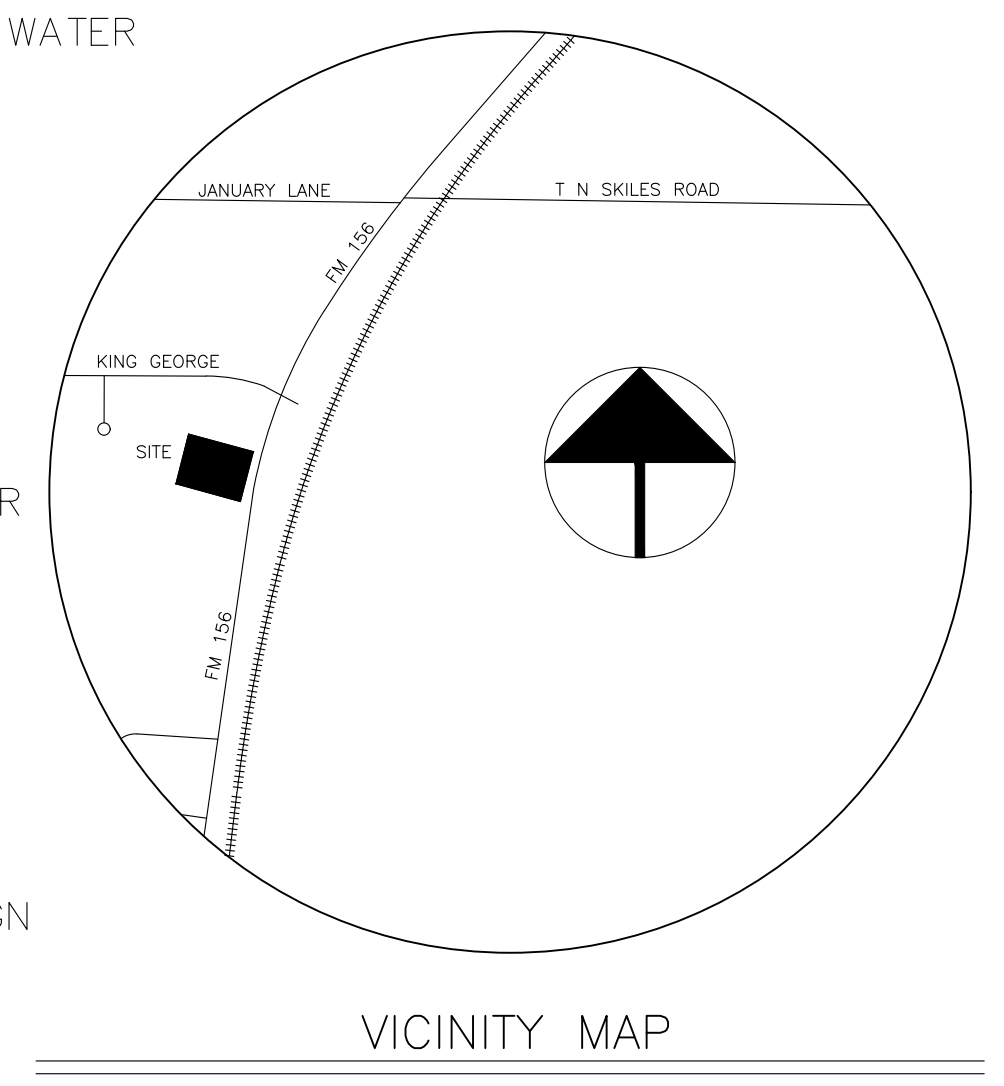 WATER
JANUARY LANE
T N SKILES ROAD
FM 156
KING GEORGE
SITE
FM 156
VICINITY MAP